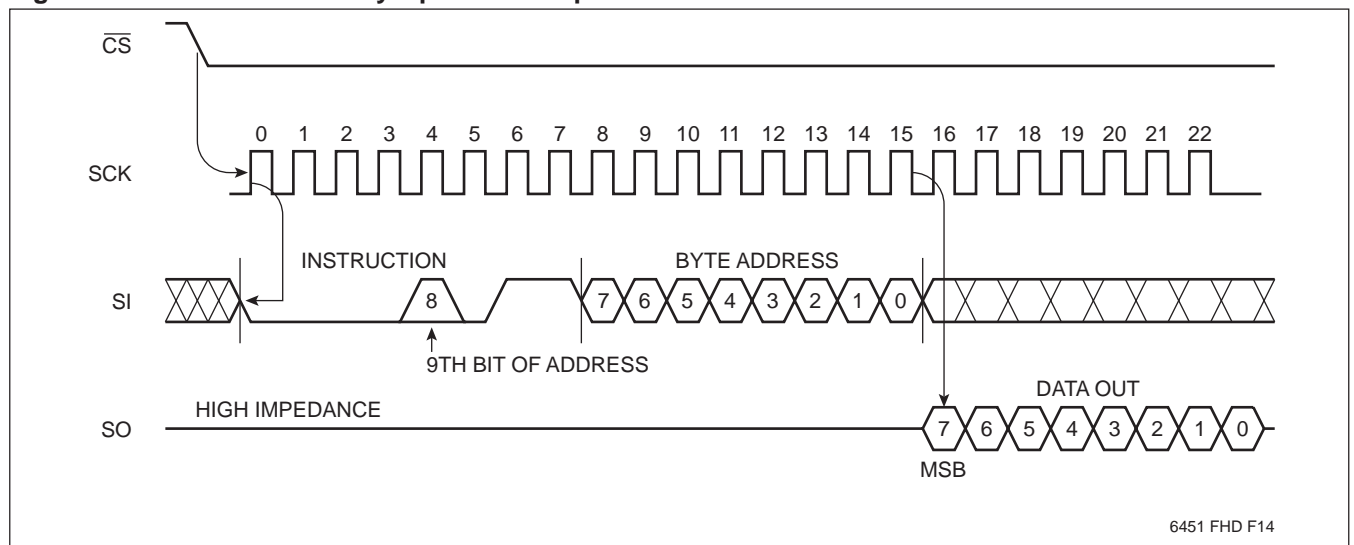 CS
0 1 2 3 4 5 6 7 8 9 10 11 12 13 14 15 16 17 18 19 20 21 22
SCK
INSTRUCTION
BYTE ADDRESS
SI
8
7 6 5 4 3 2 1 0
9TH BIT OF ADDRESS
DATA OUT
HIGH IMPEDANCE
SO
7 6 5 4 3 2 1 0
MSB
6451 FHD F14